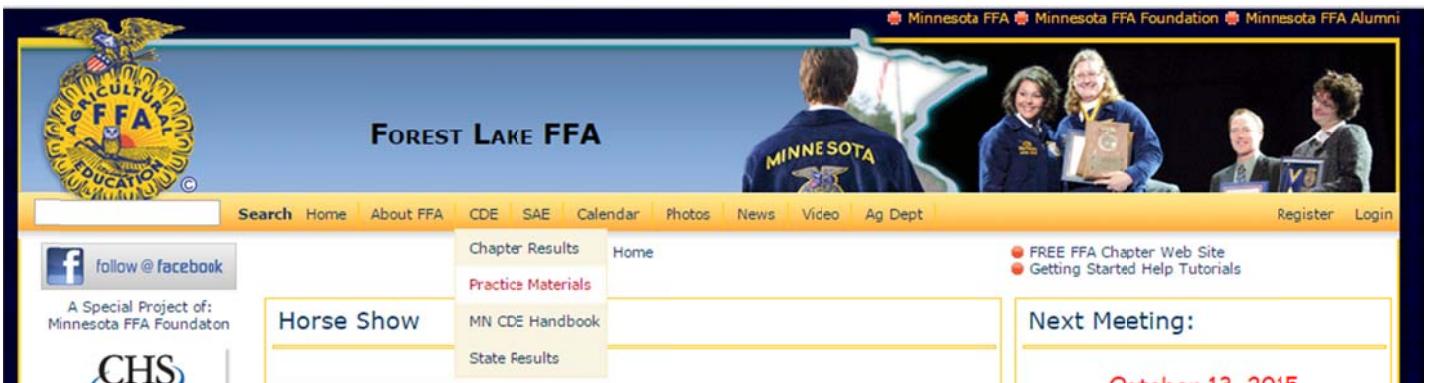 Minnesota FFA Minnesota FFA Foundation Minnesota FFA Alumni
AGRICULTURAL
FFA
EDUCATION
©
FOREST LAKE FFA
MINNESOTA
Search Home About FFA CDE SAE Calendar Photos News Video Ag Dept Register Login
Chapter Results
Practice Materials
MN CDE Handbook
State Results
Home
FREE FFA Chapter Web Site
Getting Started Help Tutorials
follow @ facebook
A Special Project of:
Minnesota FFA Foundaton
CHS
Horse Show
Next Meeting:
October 13, 2015